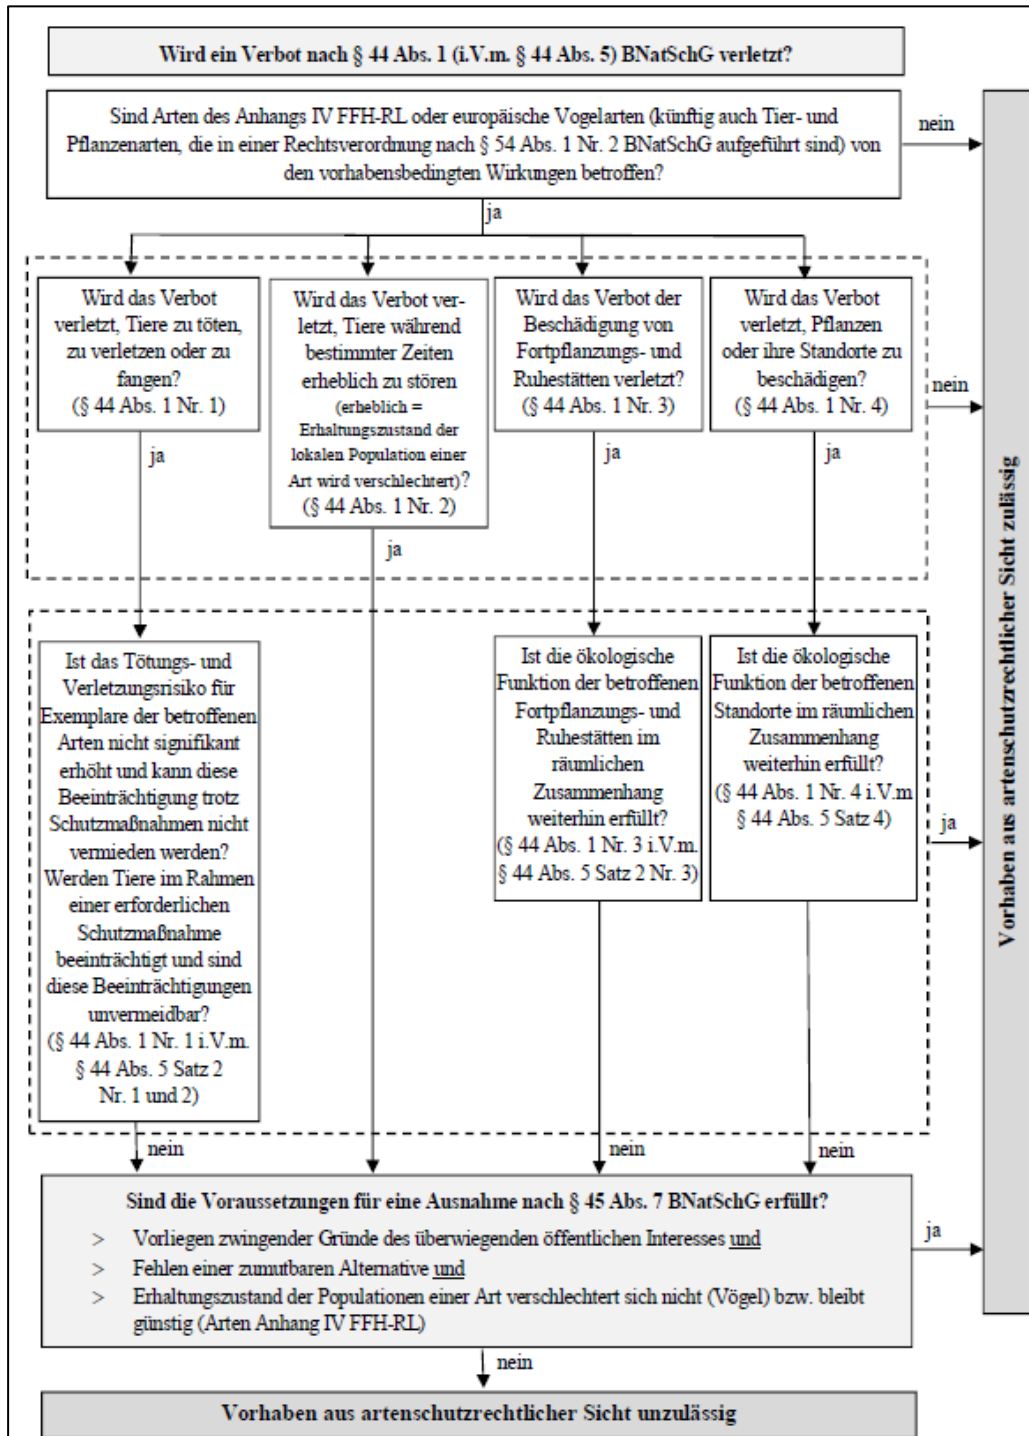 Wird ein Verbot nach § 44 Abs. 1 (i.V.m. § 44 Abs. 5) BNatSchG verletzt?
Sind Arten des Anhangs IV FFH-RL oder europäische Vogelarten (künftig auch Tier- und
Pflanzenarten, die in einer Rechtsverordnung nach § 54 Abs. 1 Nr. 2 BNatSchG aufgeführt sind) von
den vorhabensbedingten Wirkungen betroffen?
nein
ja
Wird das Verbot
verletzt, Tiere zu töten,
zu verletzen oder zu
fangen?
(§ 44 Abs. 1 Nr. 1)
ja
Wird das Verbot ver-
letzt, Tiere während
bestimmter Zeiten
erheblich zu stören
(erheblich =
Erhaltungszustand der
lokalen Population einer
Art wird verschlechtert)?
(§ 44 Abs. 1 Nr. 2)
ja
Wird das Verbot der
Beschädigung von
Fortpflanzungs- und
Ruhestätten verletzt?
(§ 44 Abs. 1 Nr. 3)
ja
Wird das Verbot
verletzt, Pflanzen
oder ihre Standorte zu
beschädigen?
(§ 44 Abs. 1 Nr. 4)
ja
nein
Ist das Tötungs- und
Verletzungsrisiko für
Exemplare der betroffenen
Arten nicht signifikant
erhöht und kann diese
Beeinträchtigung trotz
Schutzmaßnahmen nicht
vermieden werden?
Werden Tiere im Rahmen
einer erforderlichen
Schutzmaßnahme
beeinträchtigt und sind
diese Beeinträchtigungen
unvermeidbar?
(§ 44 Abs. 1 Nr. 1 i.V.m.
§ 44 Abs. 5 Satz 2
Nr. 1 und 2)
nein
Ist die ökologische
Funktion der betroffenen
Fortpflanzungs- und
Ruhestätten im
räumlichen
Zusammenhang
weiterhin erfüllt?
(§ 44 Abs. 1 Nr. 3 i.V.m.
§ 44 Abs. 5 Satz 2 Nr. 3)
nein
Ist die ökologische
Funktion der betroffenen
Standorte im räumlichen
Zusammenhang
weiterhin erfüllt?
(§ 44 Abs. 1 Nr. 4 i.V.m
§ 44 Abs. 5 Satz 4)
nein
ja
nein
Sind die Voraussetzungen für eine Ausnahme nach § 45 Abs. 7 BNatSchG erfüllt?
> Vorliegen zwingender Gründe des überwiegenden öffentlichen Interesses und
> Fehlen einer zumutbaren Alternative und
> Erhaltungszustand der Populationen einer Art verschlechtert sich nicht (Vögel) bzw. bleibt
günstig (Arten Anhang IV FFH-RL)
ja
nein
Vorhaben aus artenschutzrechtlicher Sicht unzulässig
Vorhaben aus artenschutzrechtlicher Sicht zulässig